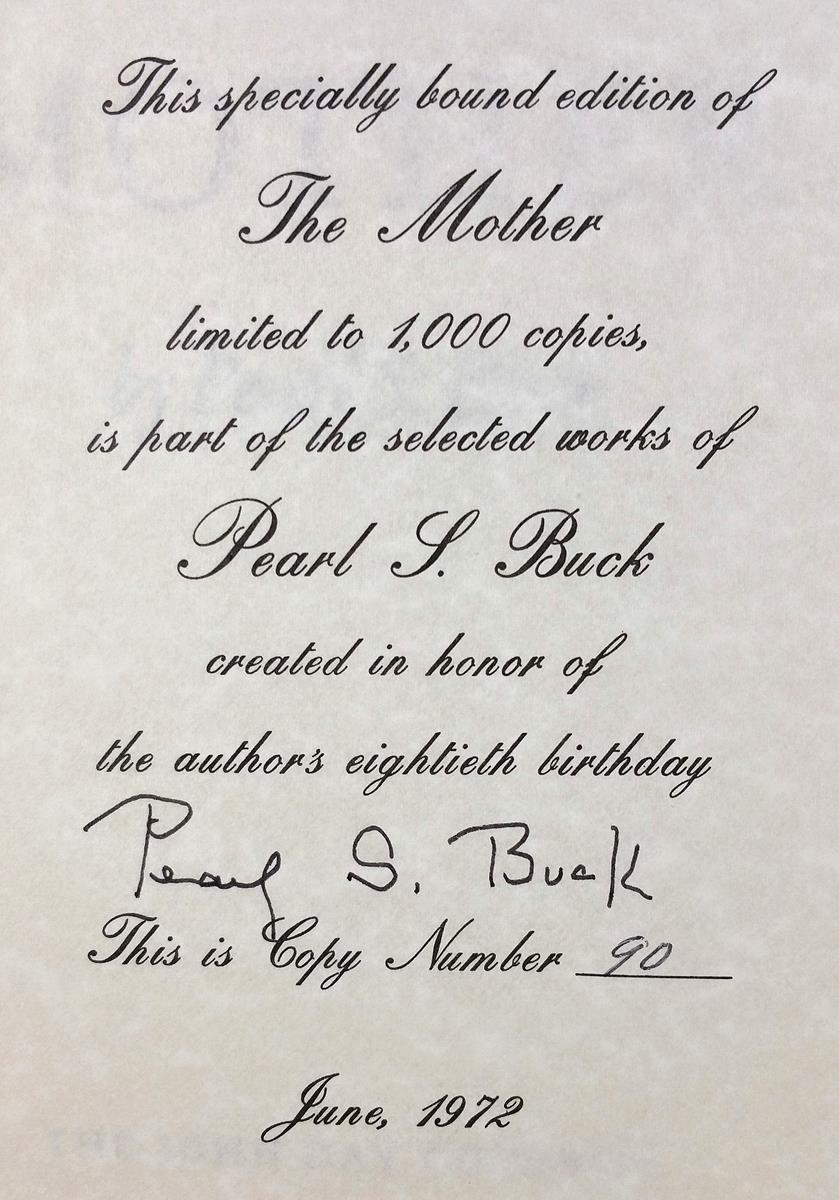 This specially bound edition of
The Mother
limited to 1,000 copies,
is part of the selected works of
Pearl S. Buck
created in honor of
the author's eightieth birthday
Pearl S. Buck
This is Copy Number 90
June, 1972